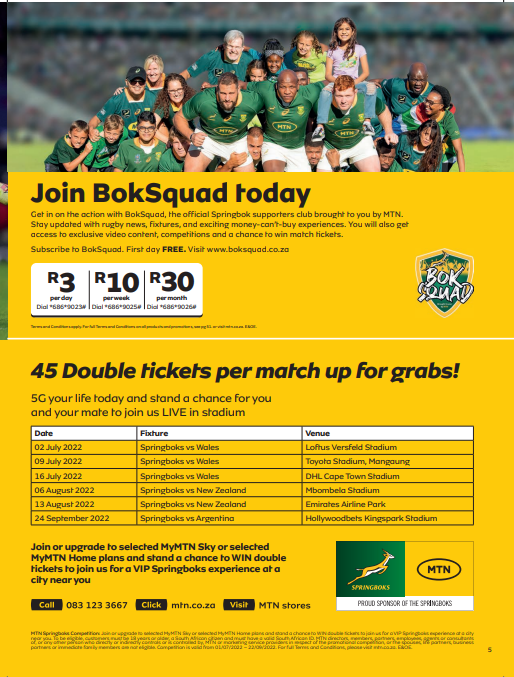 MTN
Join BokSquad today
Get in on the action with BokSquad, the official Springbok supporters club brought to you by MTN.
Stay updated with rugby news, fixtures, and exciting money-can't-buy experiences. You will also get
access to exclusive video content, competitions and a chance to win match tickets.
Subscribe to BokSquad. First day FREE. Visit www.boksquad.co.za
R3 per day Dial *686*9023#
R10 per week Dial *686*9025#
R30 per month Dial *686*9026#
BOK
SQUAD
Terms and Conditions apply. For full Terms and Conditions on all products and promotions, see pg 51, or visit mtn.co.za. E&OE.
45 Double tickets per match up for grabs!
5G your life today and stand a chance for you
and your mate to join us LIVE in stadium
Date Fixture Venue
02 July 2022 Springboks vs Wales Loftus Versfeld Stadium
09 July 2022 Springboks vs Wales Toyota Stadium, Mangaung
16 July 2022 Springboks vs Wales DHL Cape Town Stadium
06 August 2022 Springboks vs New Zealand Mbombela Stadium
13 August 2022 Springboks vs New Zealand Emirates Airline Park
24 September 2022 Springboks vs Argentina Hollywoodbets Kingspark Stadium
Join or upgrade to selected MyMTN Sky or selected
MyMTN Home plans and stand a chance to WIN double
tickets to join us for a VIP Springboks experience at a
city near you
Call 083 123 3667 Click mtn.co.za Visit MTN stores
SPRINGBOKS
MTN
PROUD SPONSOR OF THE SPRINGBOKS
MTN Springboks Competition: Join or upgrade to selected MyMTN Sky or selected MyMTN Home plans and stand a chance to WIN double tickets to join us for a VIP Springboks experience at a city
near you. To be eligible, customers must be 18 years or older, a South African citizen and must have a valid South African ID. MTN directors, members, partners, employees, agents or consultants
of, or any other person who directly or indirectly controls or is controlled by, MTN or marketing service providers in respect of the promotional competition, or the spouses, life partners, business
partners or immediate family members are not eligible. Competition is valid from 01/07/2022 – 22/09/2022. For full Terms and Conditions, please visit mtn.co.za. E&OE.
5